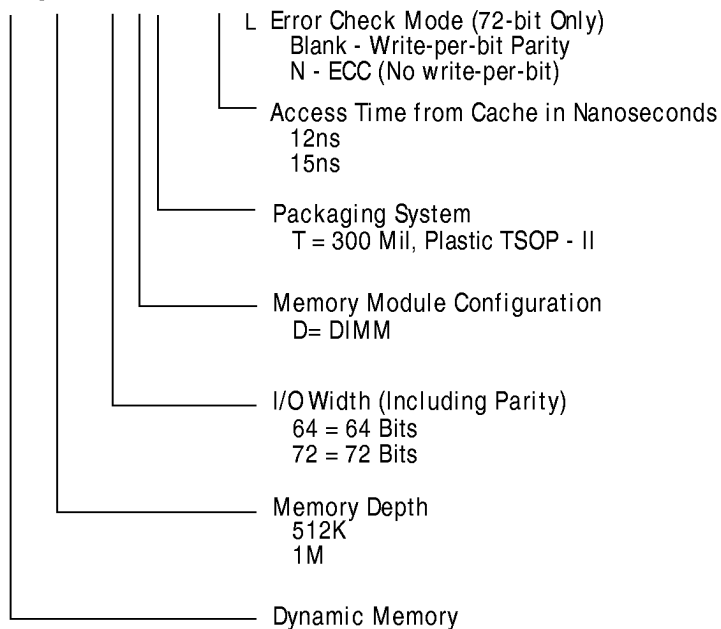 L Error Check Mode (72-bit Only)
Blank - Write-per-bit Parity
N - ECC (No write-per-bit)
Access Time from Cache in Nanoseconds
12ns
15ns
Packaging System
T = 300 Mil, Plastic TSOP - II
Memory Module Configuration
D= DIMM
I/O Width (Including Parity)
64 = 64 Bits
72 = 72 Bits
Memory Depth
512K
1M
Dynamic Memory